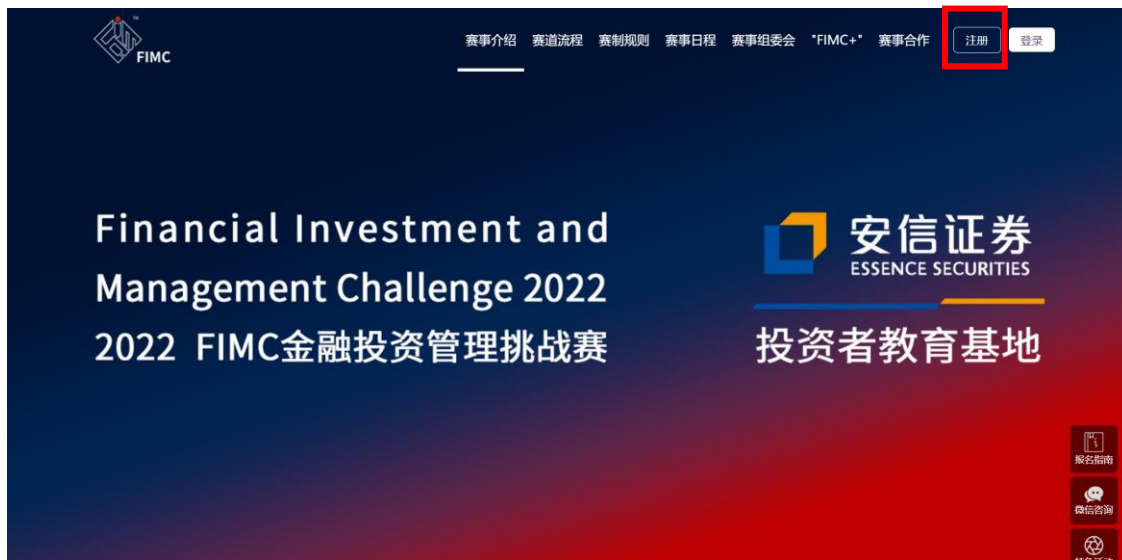 FIMC
赛事介绍 赛道流程 赛制规则 赛事日程 赛事组委会 "FIMC+" 赛事合作 注册 登录
Financial Investment and
Management Challenge 2022
2022 FIMC金融投资管理挑战赛
安信证券
ESSENCE SECURITIES
投资者教育基地
报名指南
微信咨询